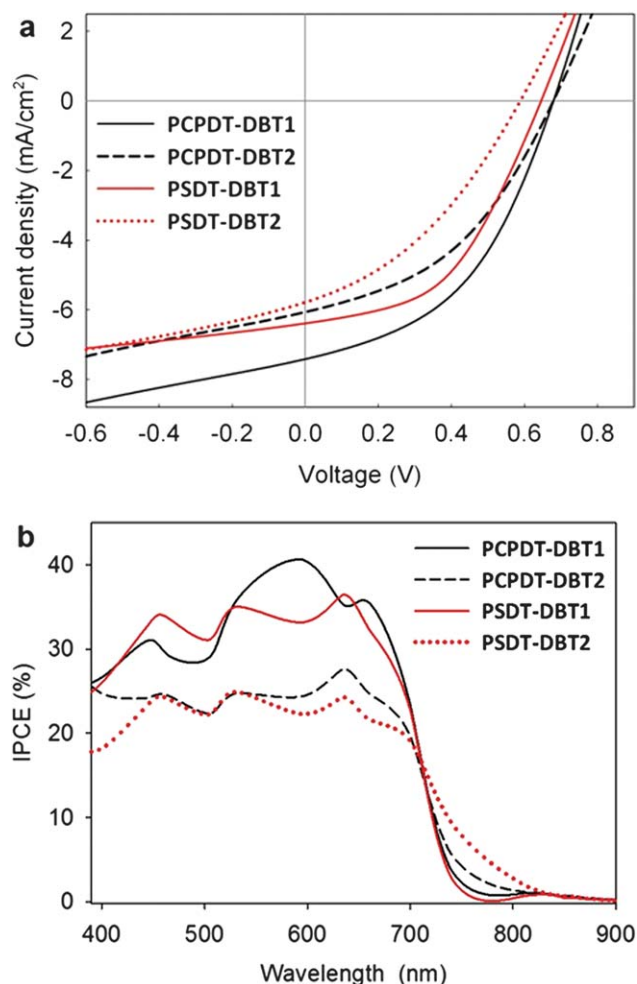 a
2
0
-2
-4
-6
-8
Current density (mA/cm²)
PCPDT-DBT1
PCPDT-DBT2
PSDT-DBT1
PSDT-DBT2
-0.6 -0.4 -0.2 0.0 0.2 0.4 0.6 0.8
Voltage (V)
b
40
30
20
10
0
IPCE (%)
PCPDT-DBT1
PCPDT-DBT2
PSDT-DBT1
PSDT-DBT2
400 500 600 700 800 900
Wavelength (nm)